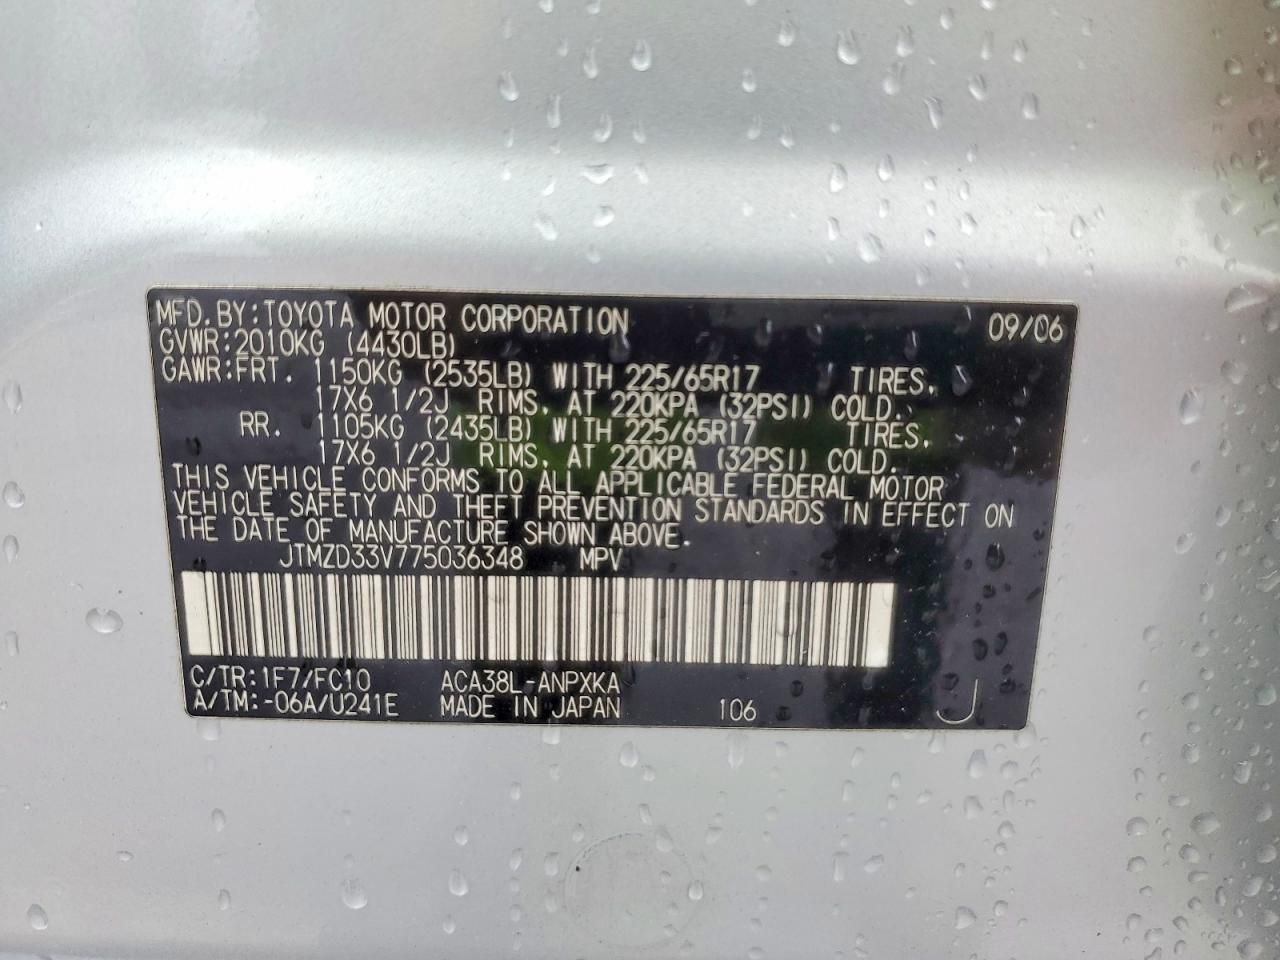 MFD. BY: TOYOTA MOTOR CORPORATION 09/06
GVWR: 2010KG (4430LB)
GAWR: FRT. 1150KG (2535LB) WITH 225/65R17 TIRES,
17X6 1/2J RIMS, AT 220KPA (32PSI) COLD.
RR. 1105KG (2435LB) WITH 225/65R17 TIRES,
17X6 1/2J RIMS, AT 220KPA (32PSI) COLD.
THIS VEHICLE CONFORMS TO ALL APPLICABLE FEDERAL MOTOR
VEHICLE SAFETY AND THEFT PREVENTION STANDARDS IN EFFECT ON
THE DATE OF MANUFACTURE SHOWN ABOVE.
JTMZD33V775036348 MPV
C/TR: 1F7/FC10 ACA38L-ANPXKA
A/TM: -06A/U241E MADE IN JAPAN 106 J